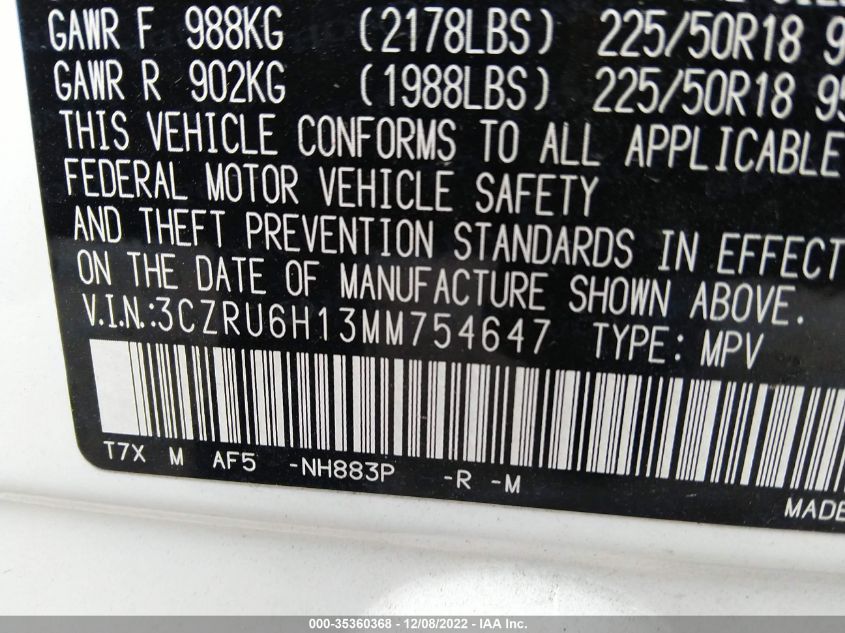 GAWR F 988KG (2178LBS) 225/50R18 9
GAWR R 902KG (1988LBS) 225/50R18 95
THIS VEHICLE CONFORMS TO ALL APPLICABLE
FEDERAL MOTOR VEHICLE SAFETY
AND THEFT PREVENTION STANDARDS IN EFFECT
ON THE DATE OF MANUFACTURE SHOWN ABOVE.
V.I.N.:3CZRU6H13MM754647 TYPE: MPV
T7X M AF5 -NH883P -R -M
MADE
000-35360368 - 12/08/2022 - IAA Inc.